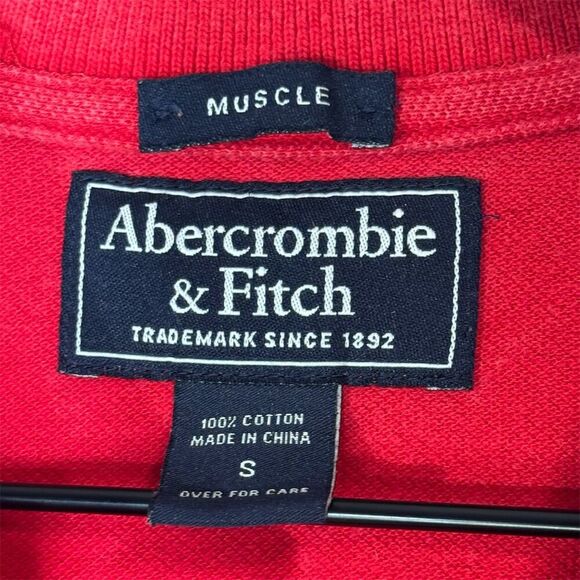 MUSCLE
Abercrombie
& Fitch
TRADEMARK SINCE 1892
100% COTTON
MADE IN CHINA
S
OVER FOR CARE